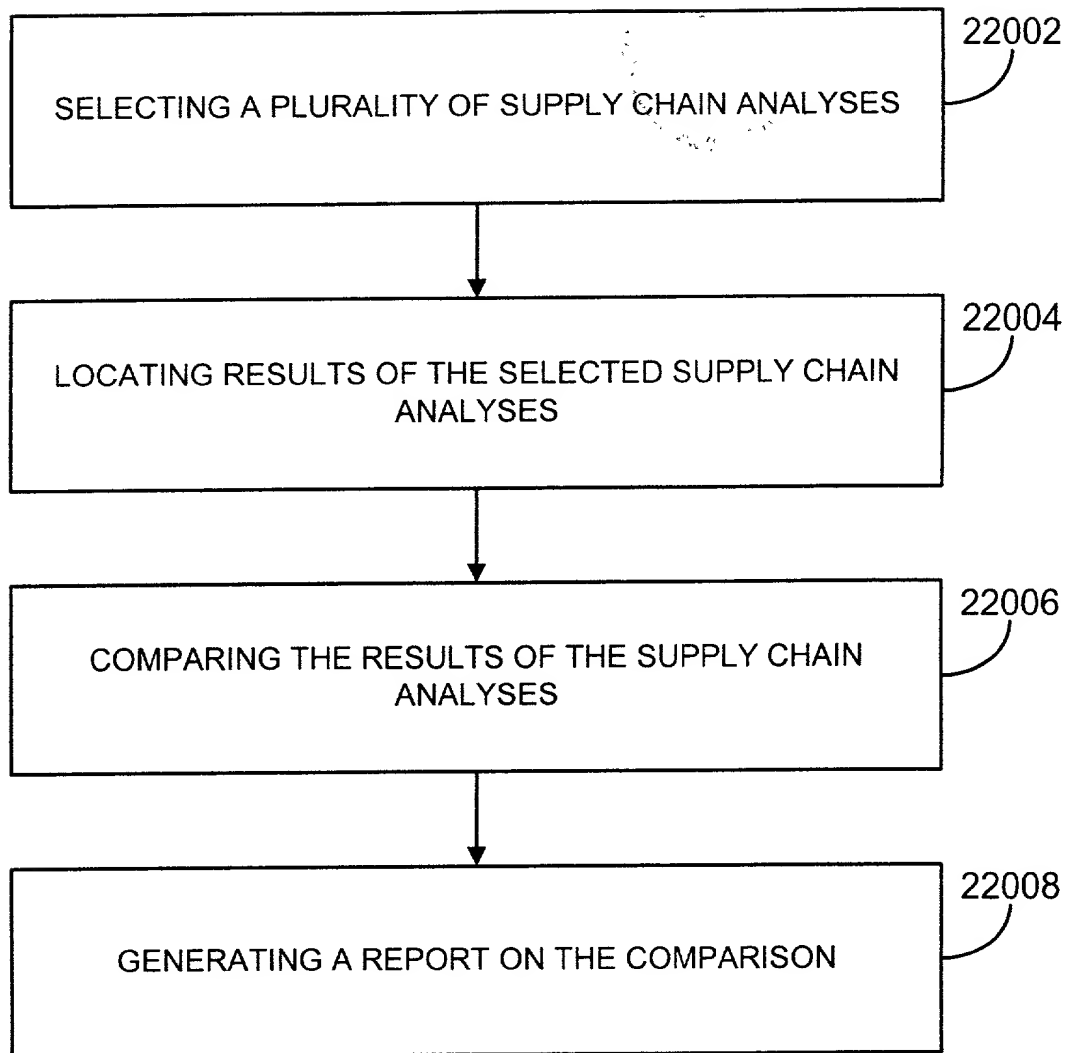 22002
SELECTING A PLURALITY OF SUPPLY CHAIN ANALYSES
22004
LOCATING RESULTS OF THE SELECTED SUPPLY CHAIN
ANALYSES
22006
COMPARING THE RESULTS OF THE SUPPLY CHAIN
ANALYSES
22008
GENERATING A REPORT ON THE COMPARISON